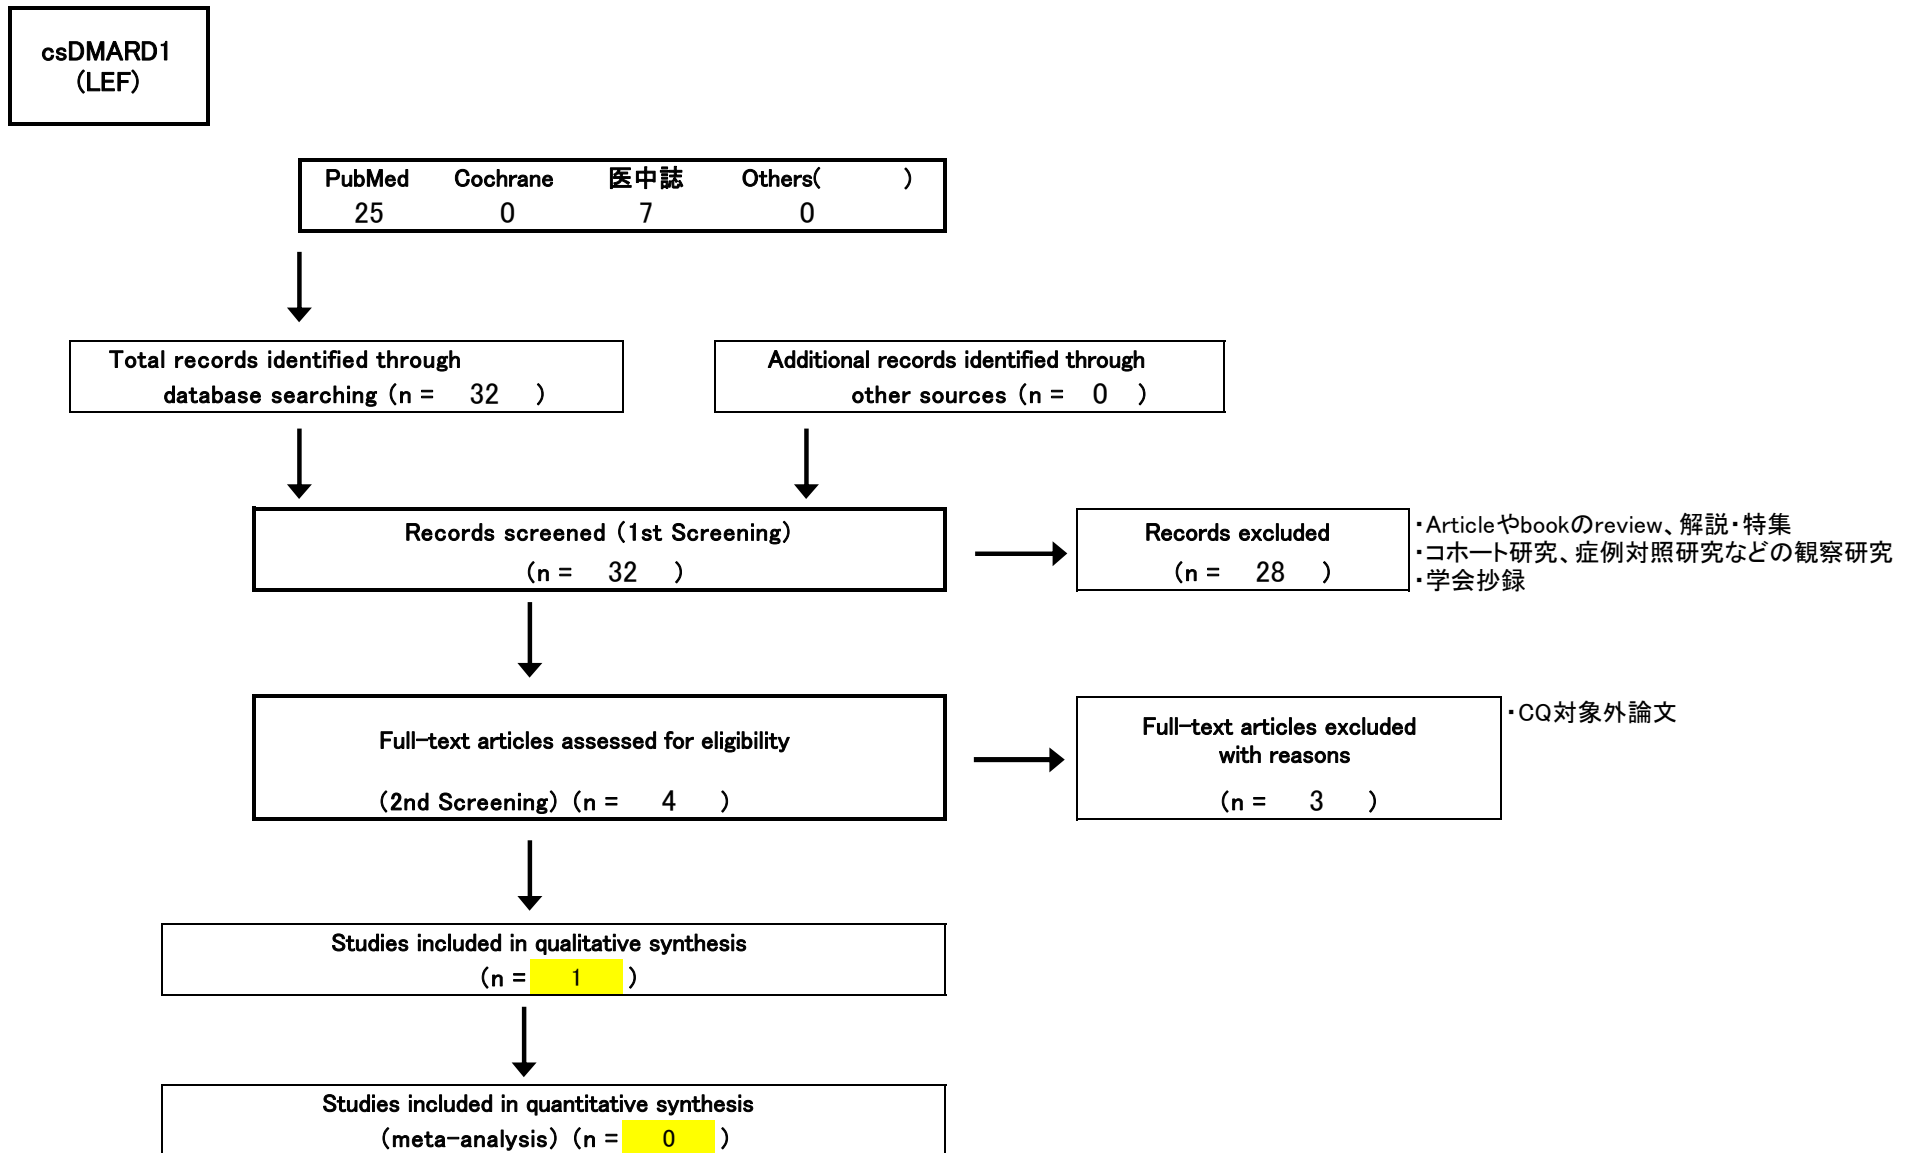 csDMARD1
(LEF)
PubMed Cochrane 医中誌 Others( )
25 0 7 0
Total records identified through
database searching (n = 32 )
Additional records identified through
other sources (n = 0 )
Records screened (1st Screening)
(n = 32 )
Records excluded
(n = 28 )
・Articleやbookのreview、解説・特集
・コホート研究、症例対照研究などの観察研究
・学会抄録
Full-text articles assessed for eligibility
(2nd Screening) (n = 4 )
Full-text articles excluded
with reasons
(n = 3 )
・CQ対象外論文
Studies included in qualitative synthesis
(n = 1 )
Studies included in quantitative synthesis
(meta-analysis) (n = 0 )